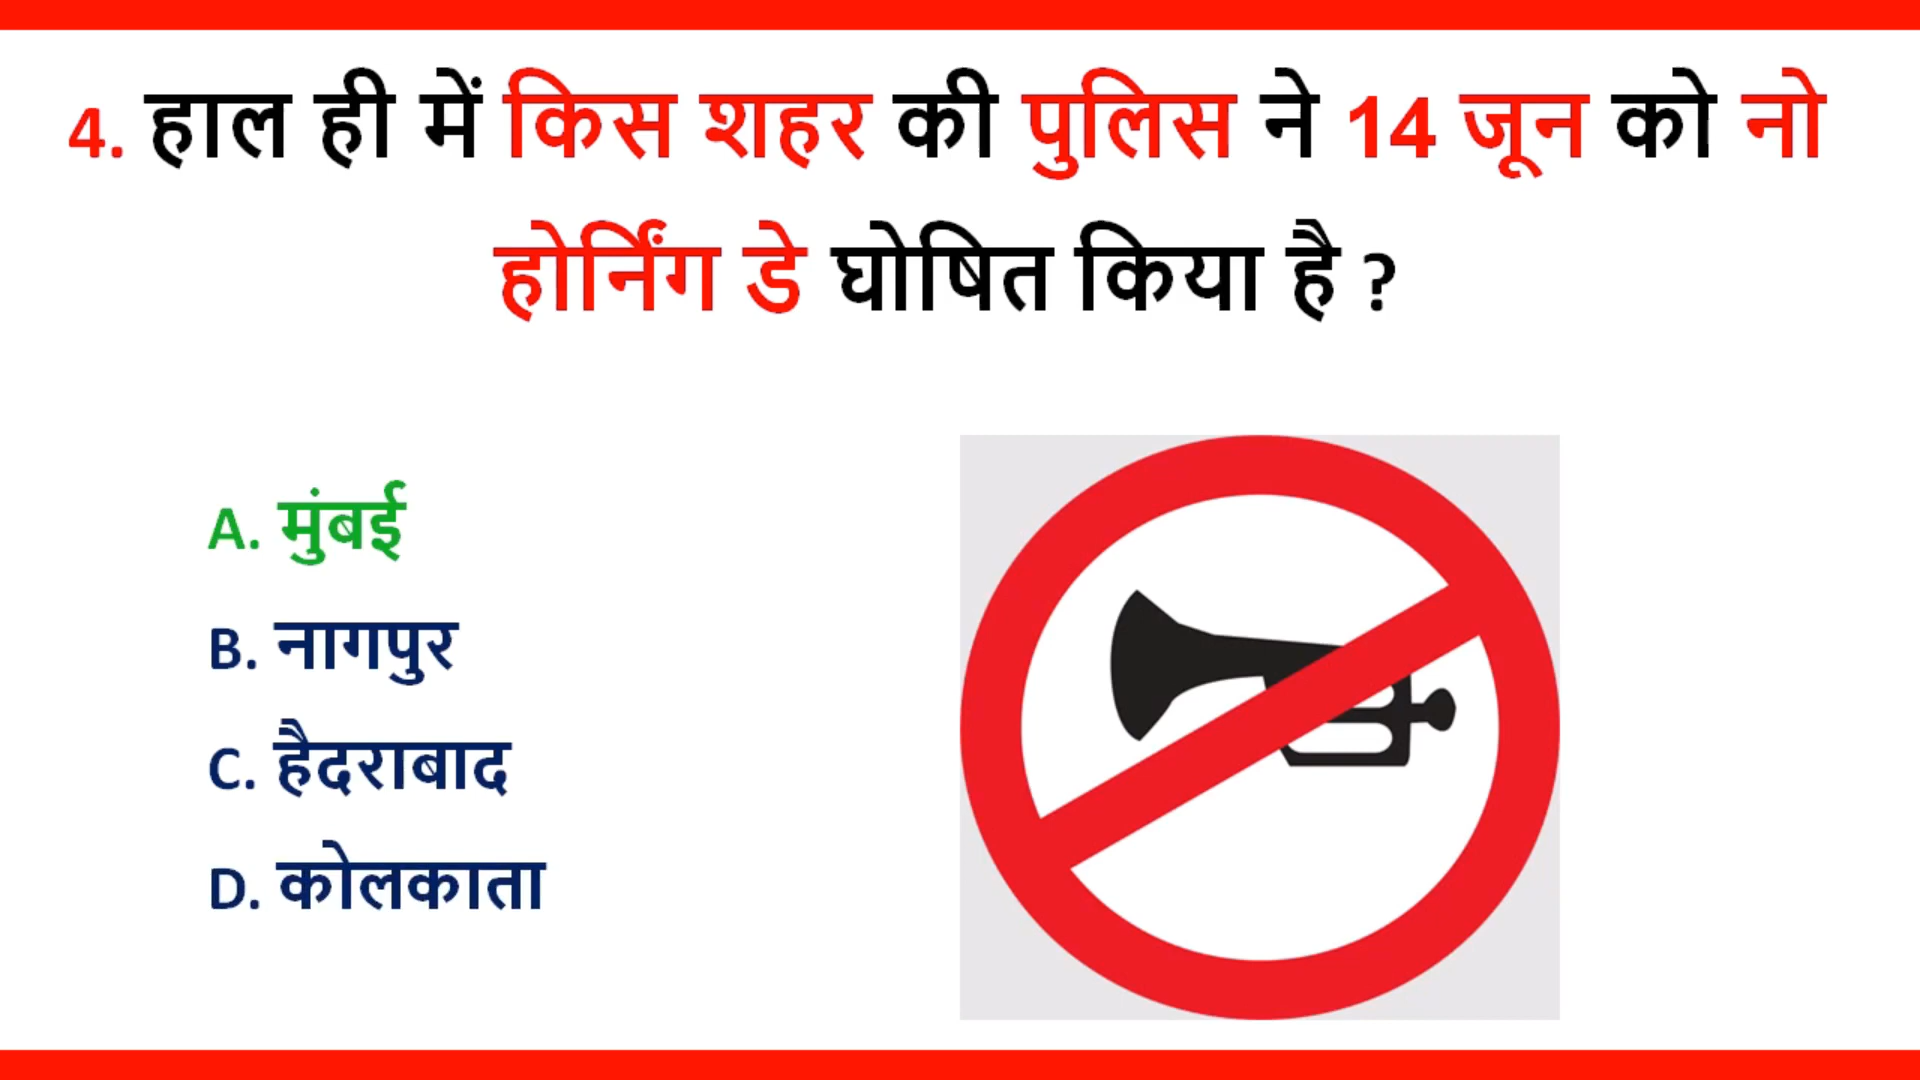 4. हाल ही में किस शहर की पुलिस ने 14 जून को नो
होर्निंग डे घोषित किया है ?
A. मुंबई
B. नागपुर
C. हैदराबाद
D. कोलकाता